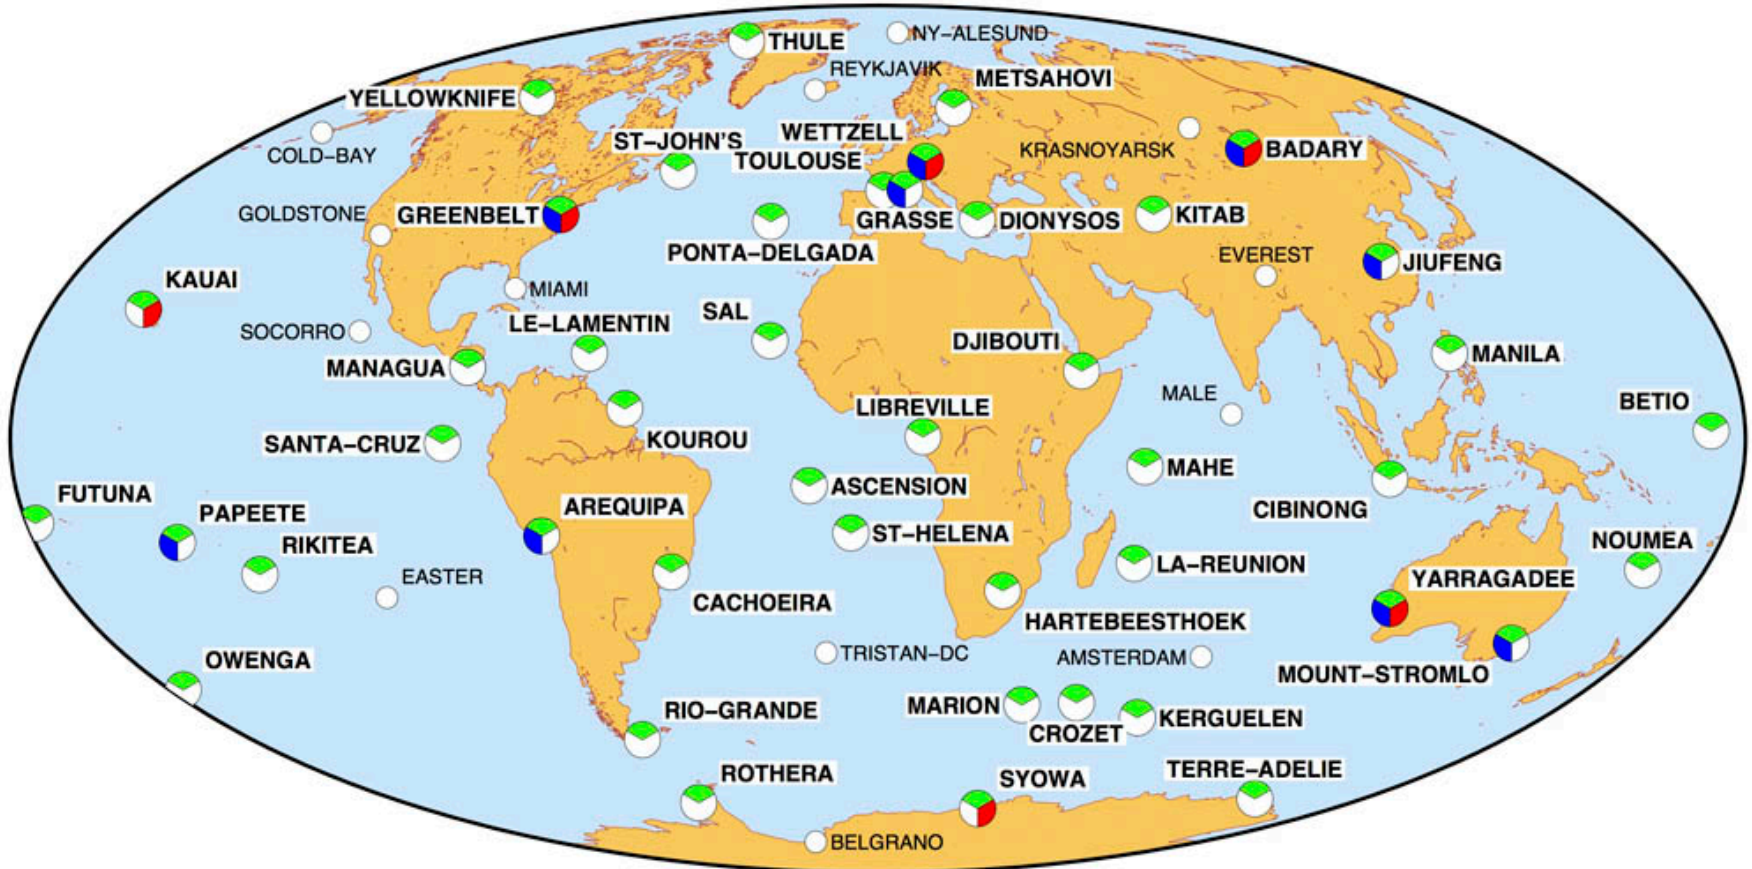 THULE
NY-ALESUND
REYKJAVIK
METSAHOVI
YELLOWKNIFE
COLD-BAY
ST-JOHN'S
WETTZELL
TOULOUSE
KRASNOYARSK
BADARY
GOLDSTONE
GREENBELT
GRASSE
DIONYSOS
KITAB
PONTA-DELGADA
EVEREST
JIUFENG
KAUAI
MIAMI
SOCORRO
LE-LAMENTIN
SAL
DJIBOUTI
MANAGUA
MANILA
MALE
LIBREVILLE
BETIO
SANTA-CRUZ
KOUROU
MAHE
FUTUNA
ASCENSION
CIBINONG
PAPEETE
AREQUIPA
RIKITEA
ST-HELENA
NOUMEA
EASTER
LA-REUNION
YARRAGADEE
CACHOEIRA
HARTEBEESTHOEK
TRISTAN-DC
AMSTERDAM
OWENGA
MOUNT-STROMLO
RIO-GRANDE
MARION
CROZET
KERGUELEN
ROTHERA
SYOWA
TERRE-ADELIE
BELGRANO